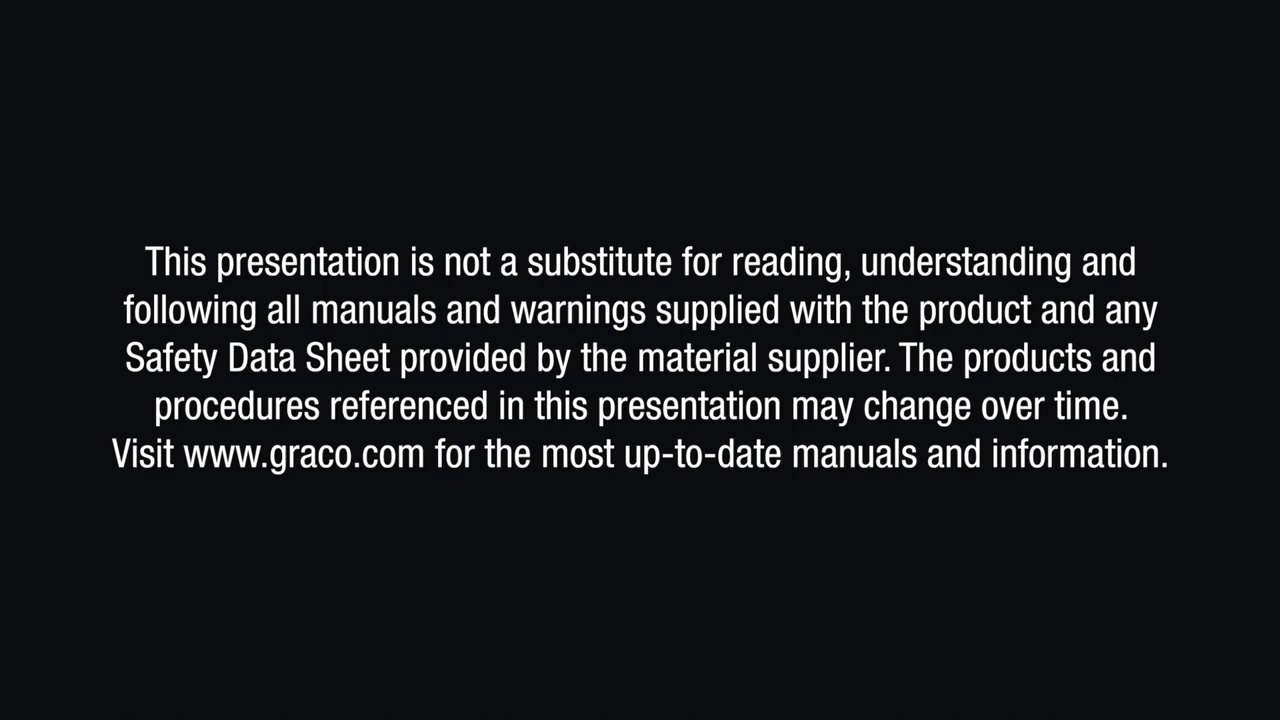 This presentation is not a substitute for reading, understanding and
following all manuals and warnings supplied with the product and any
Safety Data Sheet provided by the material supplier. The products and
procedures referenced in this presentation may change over time.
Visit www.graco.com for the most up-to-date manuals and information.